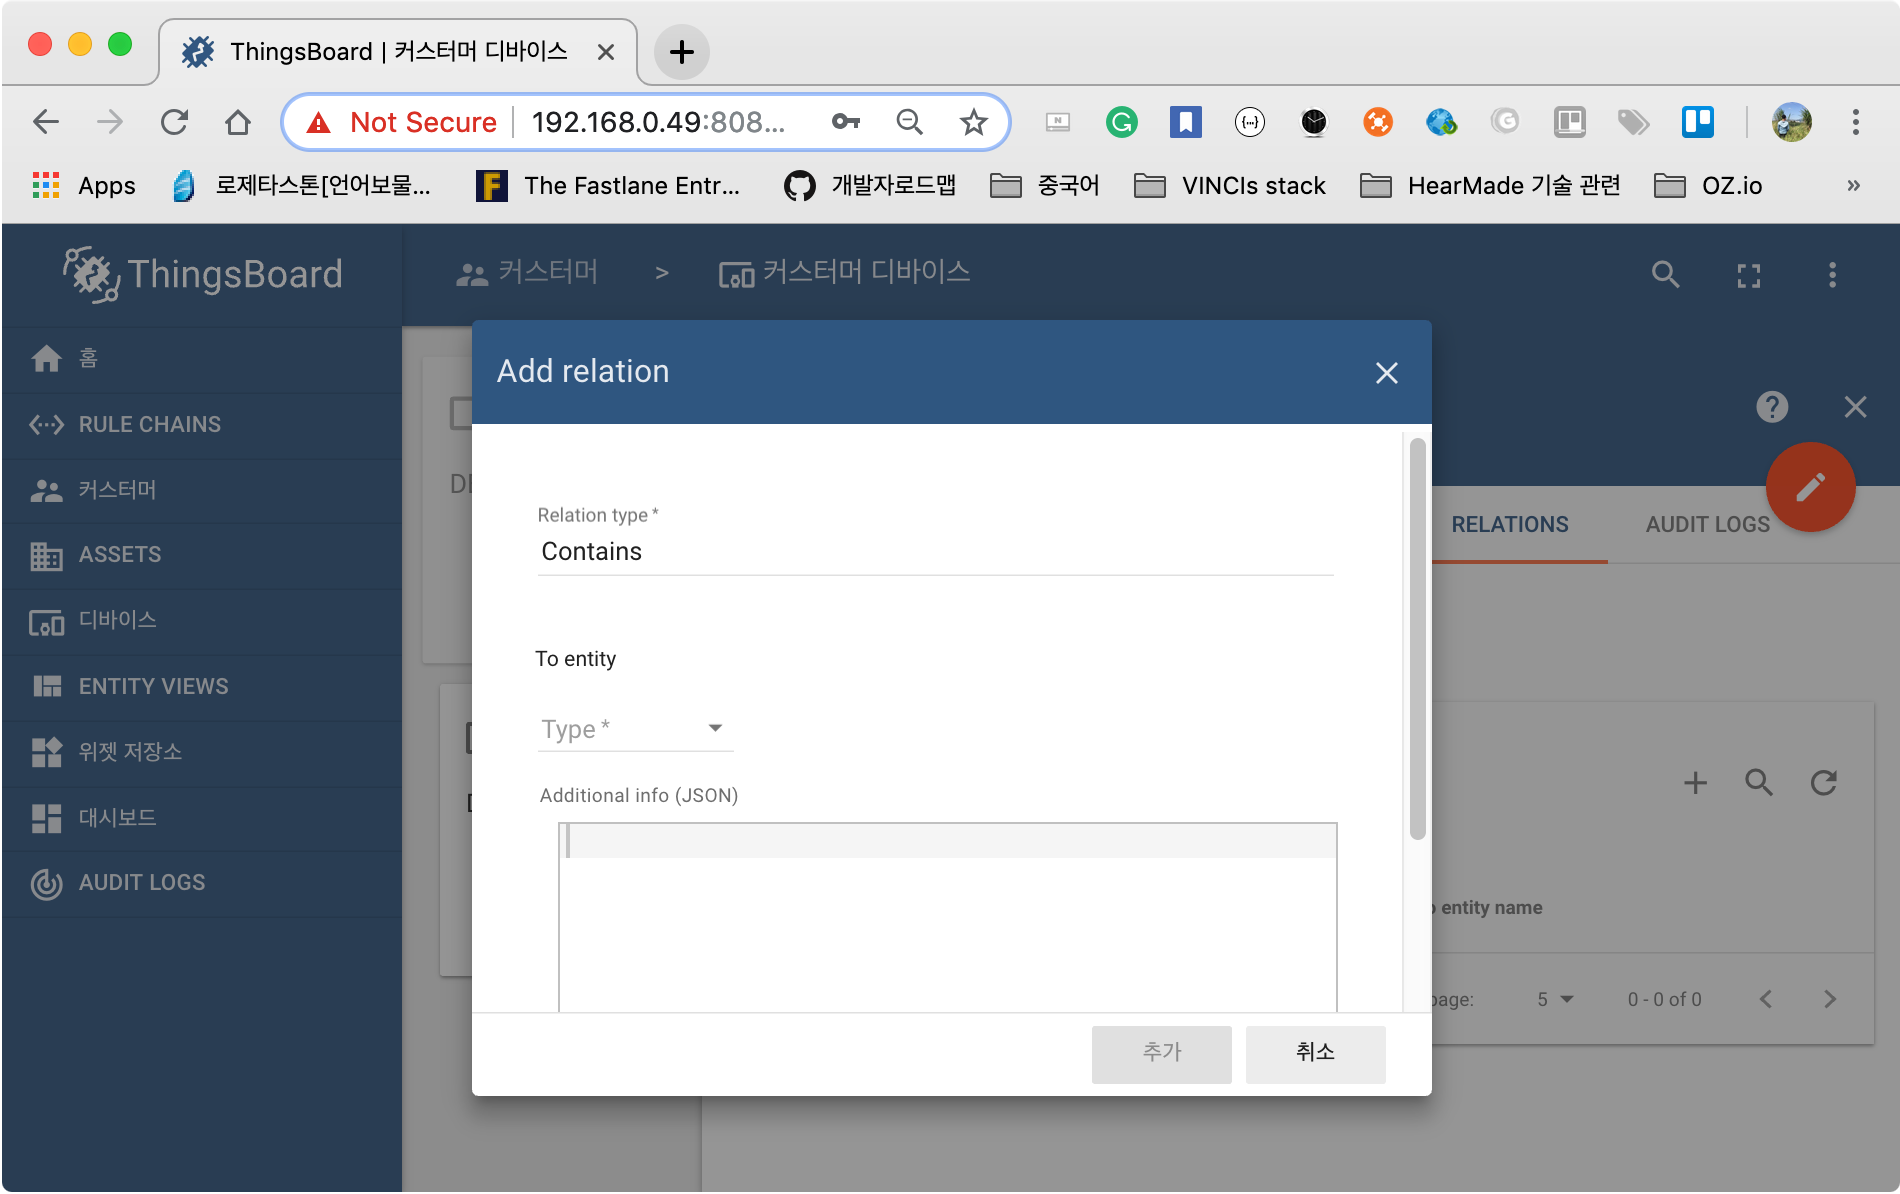 ThingsBoard | 커스터머 디바이스
Not Secure 192.168.0.49:808...
Apps 로제타스톤[언어보물... The Fastlane Entr... 개발자로드맵 중국어 VINCIs stack HearMade 기술 관련 OZ.io »
ThingsBoard 커스터머 > 커스터머 디바이스
홈
RULE CHAINS
커스터머
ASSETS
디바이스
ENTITY VIEWS
위젯 저장소
대시보드
AUDIT LOGS
Add relation
Relation type *
Contains
To entity
Type *
Additional info (JSON)
추가 취소
RELATIONS AUDIT LOGS
entity name
page: 5 0 - 0 of 0